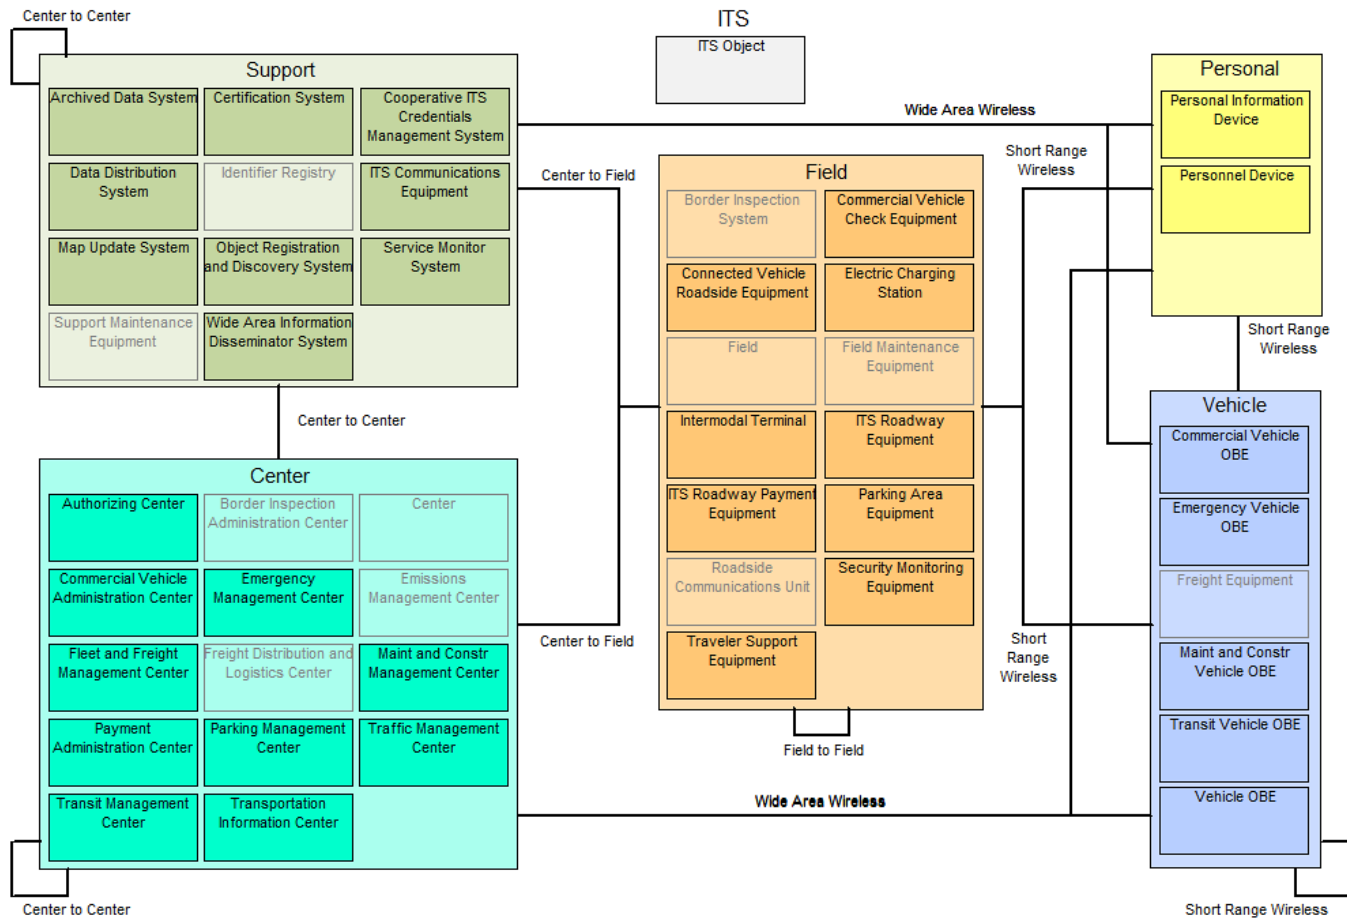 Center to Center
ITS
ITS Object
Support
Archived Data System
Certification System
Cooperative ITS
Credentials
Management System
Data Distribution
System
Identifier Registry
ITS Communications
Equipment
Map Update System
Object Registration
and Discovery System
Service Monitor
System
Support Maintenance
Equipment
Wide Area Information
Disseminator System
Center to Center
Center
Authorizing Center
Border Inspection
Administration Center
Center
Commercial Vehicle
Administration Center
Emergency
Management Center
Emissions
Management Center
Fleet and Freight
Management Center
Freight Distribution and
Logistics Center
Maint and Constr
Management Center
Payment
Administration Center
Parking Management
Center
Traffic Management
Center
Transit Management
Center
Transportation
Information Center
Center to Center
Center to Field
Center to Field
Field
Border Inspection
System
Commercial Vehicle
Check Equipment
Connected Vehicle
Roadside Equipment
Electric Charging
Station
Field
Field Maintenance
Equipment
Intermodal Terminal
ITS Roadway
Equipment
ITS Roadway Payment
Equipment
Parking Area
Equipment
Roadside
Communications Unit
Security Monitoring
Equipment
Traveler Support
Equipment
Field to Field
Wide Area Wireless
Wide Area Wireless
Short Range
Wireless
Short
Range
Wireless
Personal
Personal Information
Device
Personnel Device
Short Range
Wireless
Vehicle
Commercial Vehicle
OBE
Emergency Vehicle
OBE
Freight Equipment
Maint and Constr
Vehicle OBE
Transit Vehicle OBE
Vehicle OBE
Short Range Wireless